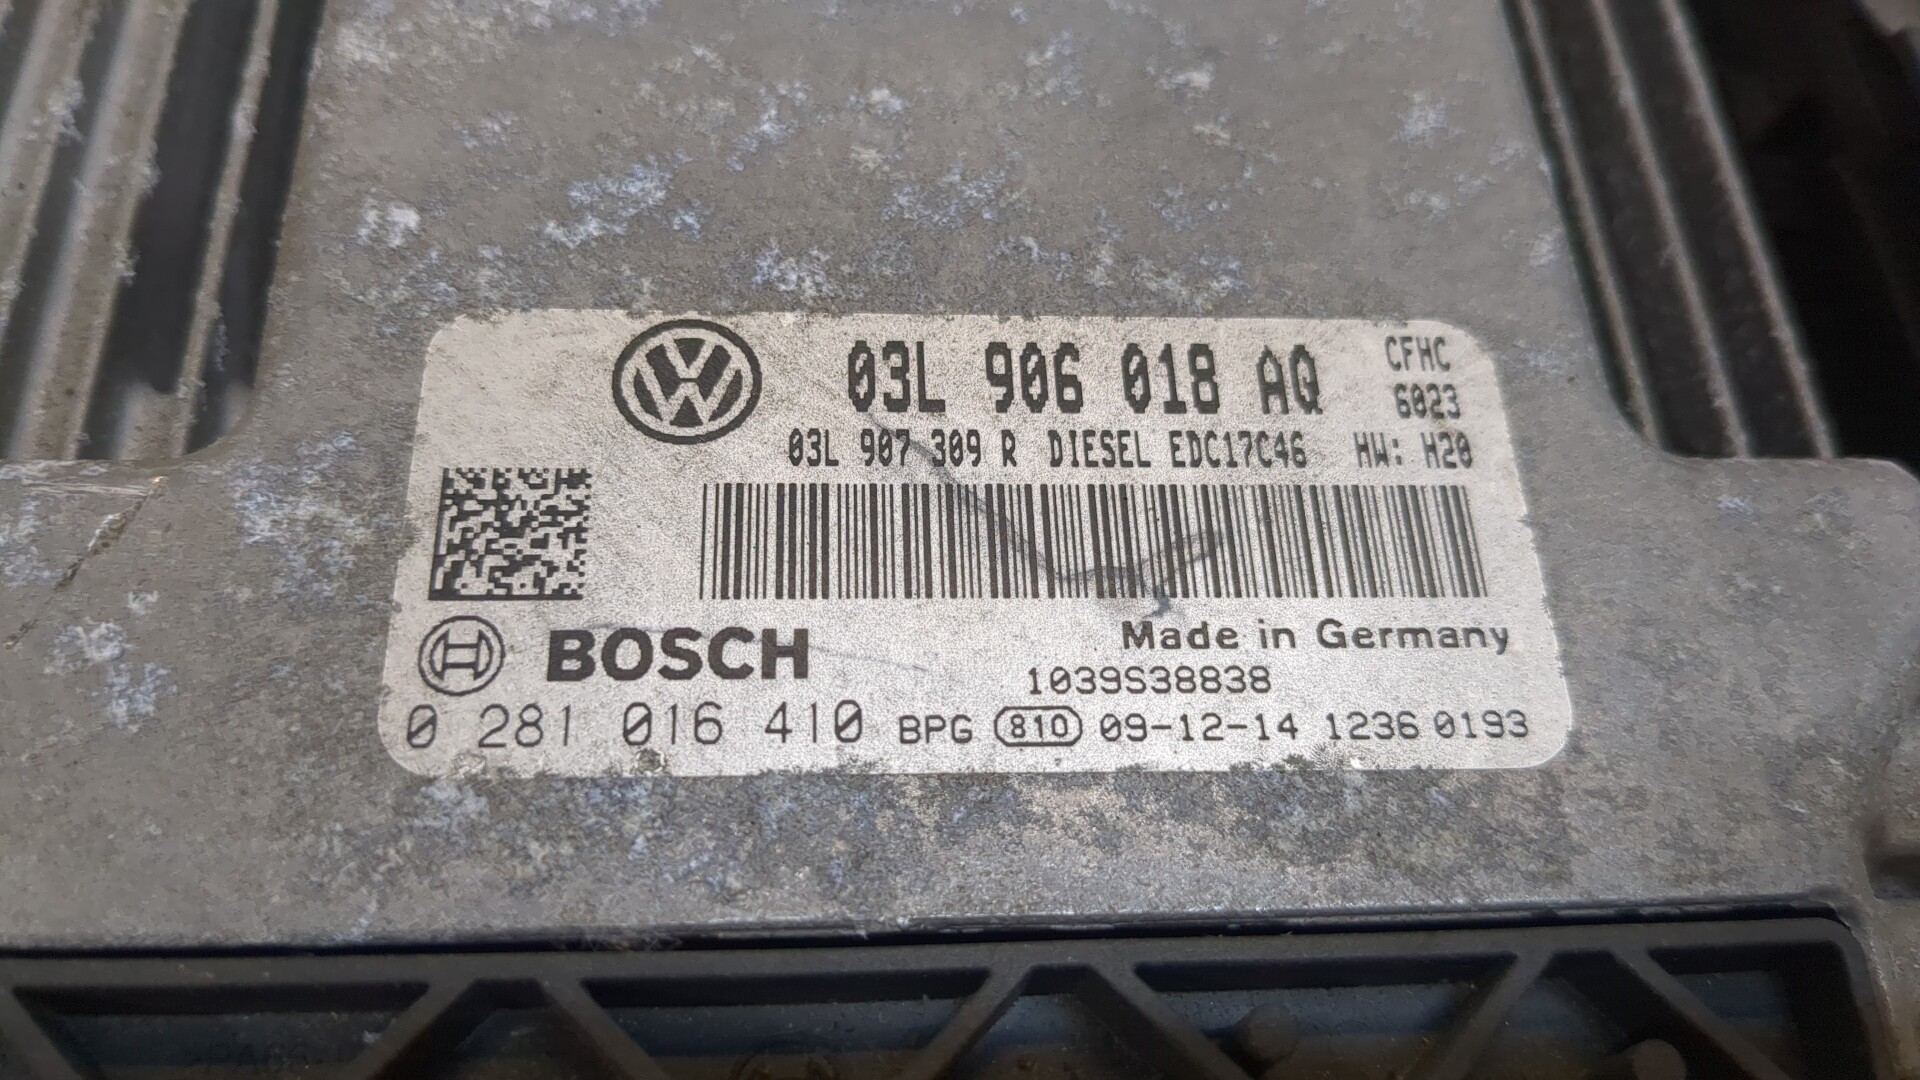 03L 906 018 AQ CFHC
6023
03L 907 309 R DIESEL EDC17C46 HW: H20
BOSCH
Made in Germany
1039S38838
0 281 016 410 BPG 810 09-12-14 1236 0193